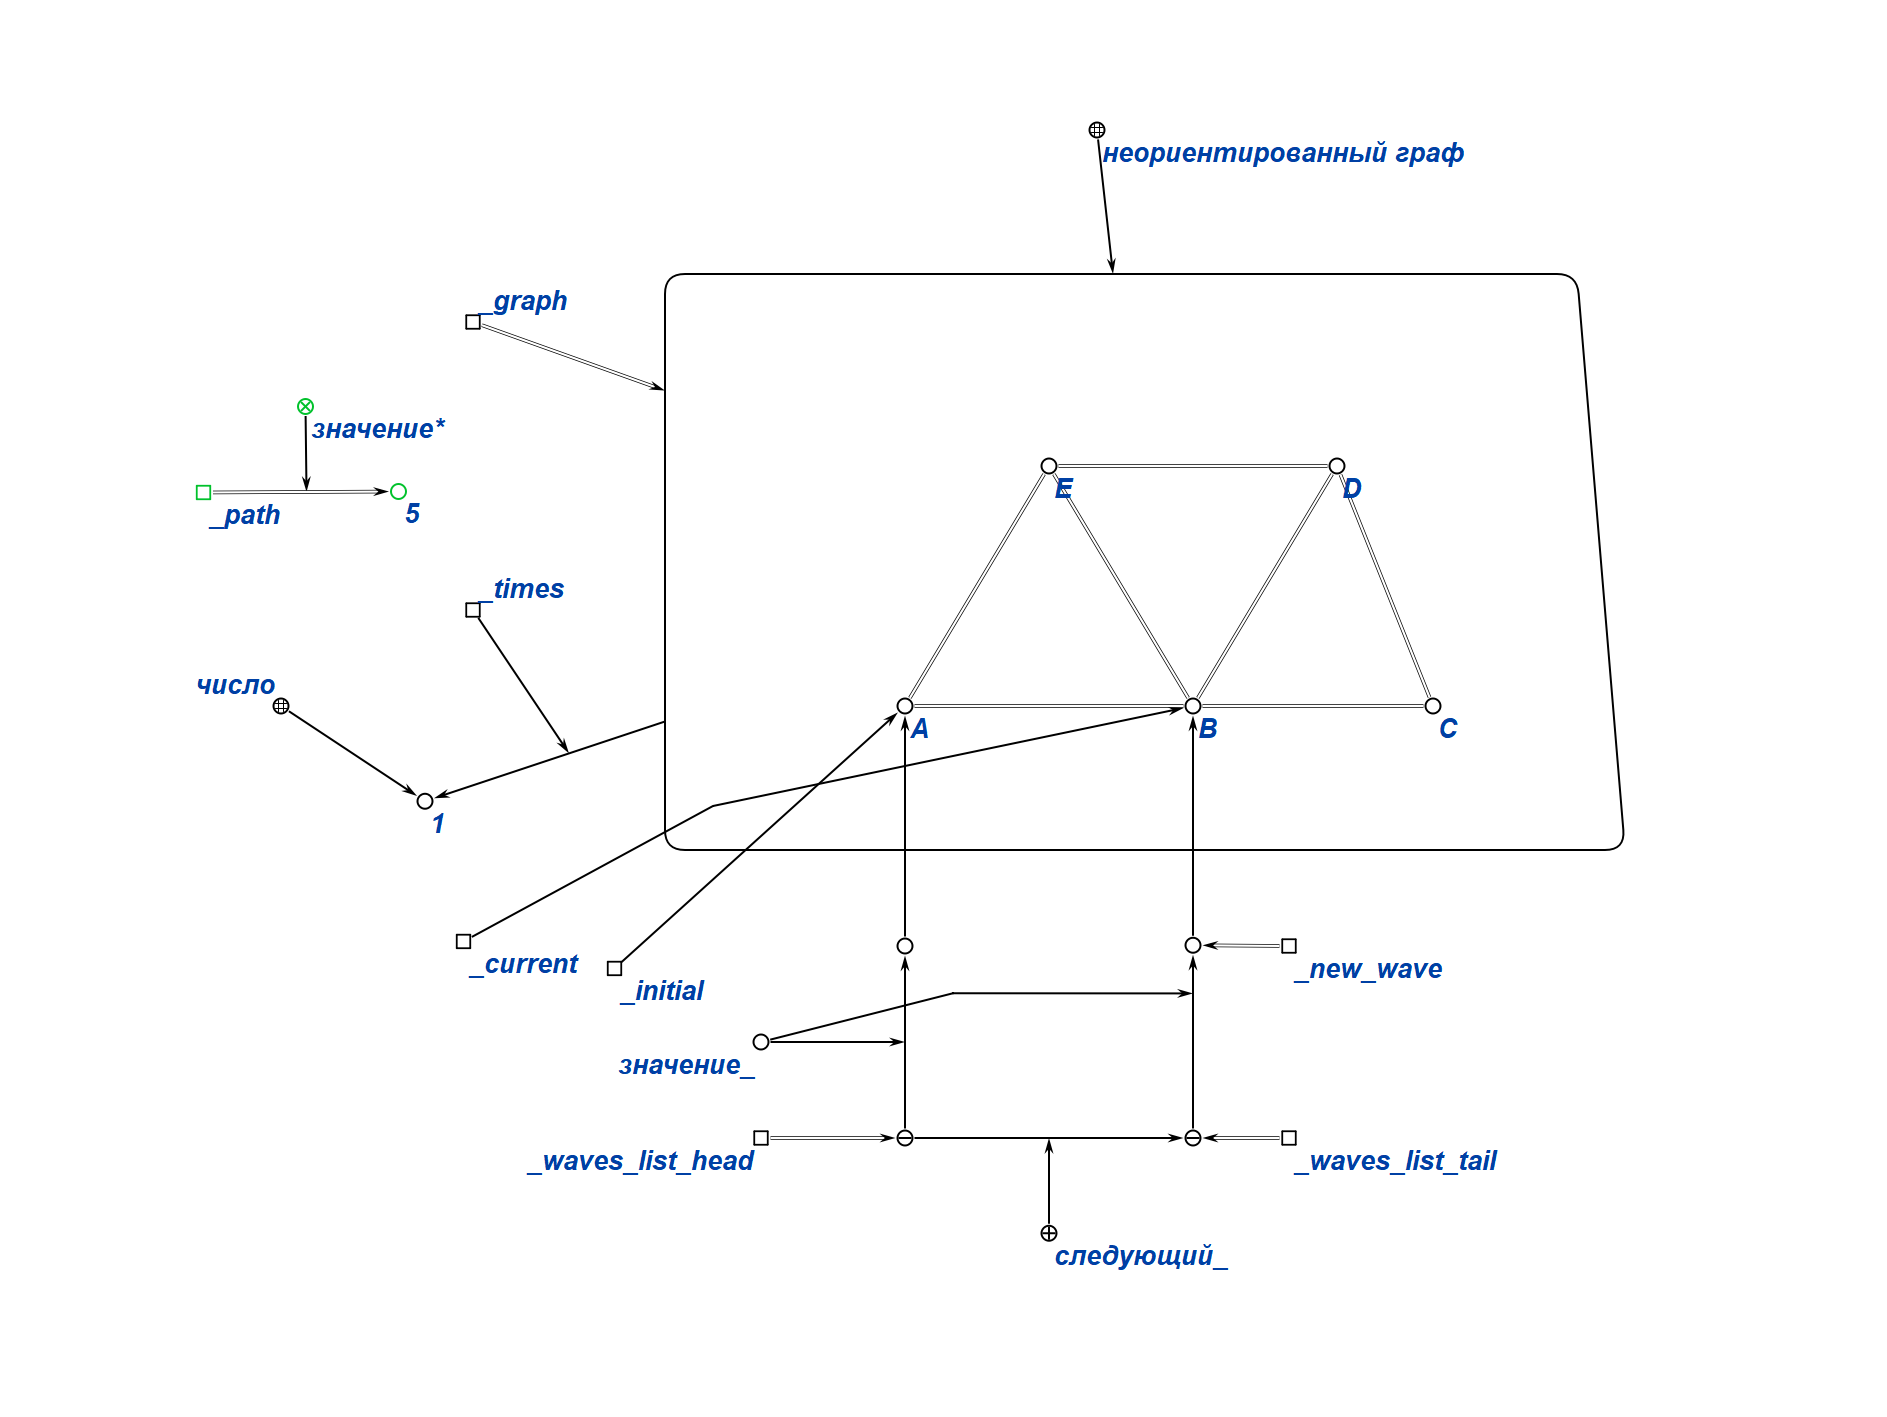 неориентированный граф
_graph
значение*
_path
5
E
D
_times
число
A
B
C
1
_current
_initial
_new_wave
значение_
_waves_list_head
_waves_list_tail
следующий_